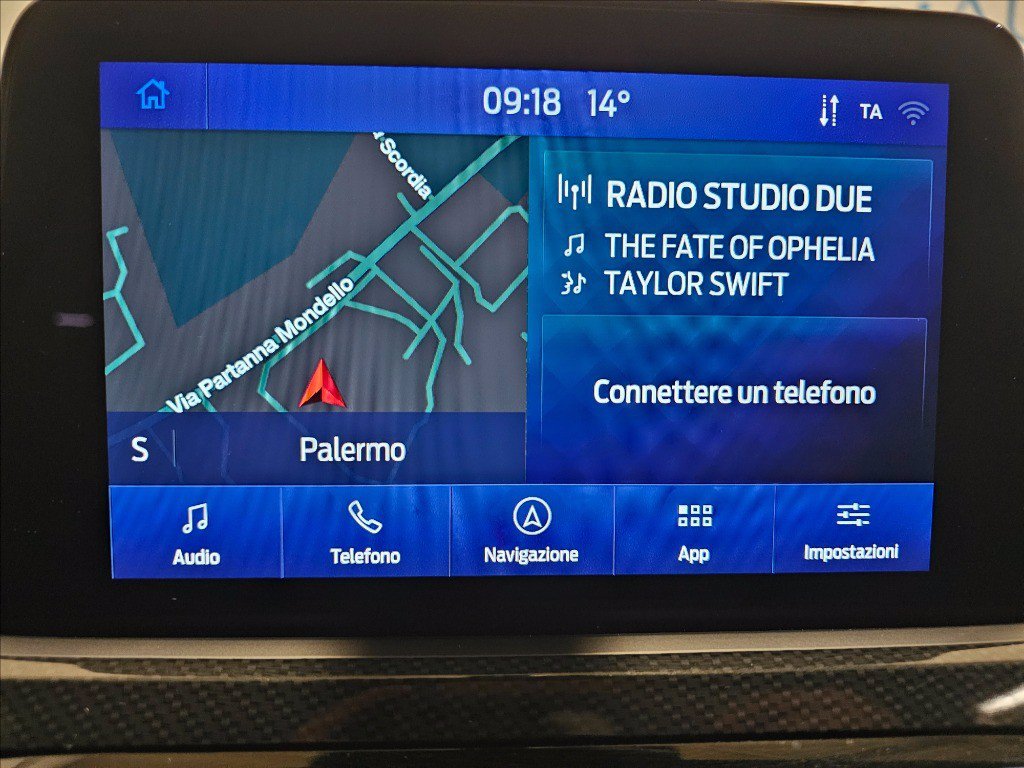 09:18 14°
TA
a Scordia
Via Partanna Mondello
S
Palermo
RADIO STUDIO DUE
THE FATE OF OPHELIA
TAYLOR SWIFT
Connettere un telefono
Audio
Telefono
Navigazione
App
Impostazioni